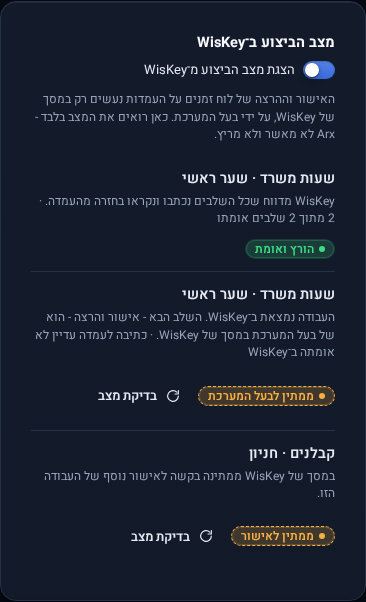 מצב הביצוע ב־WisKey
הצגת מצב הביצוע מ־WisKey
האישור וההרצה של לוח זמנים על העמדות נעשים רק במסך
של WisKey, על ידי בעל המערכת. כאן רואים את המצב בלבד -
Arx לא מאשר ולא מריץ.
שעות משרד · שער ראשי
WisKey מדווח שכל השלבים נכתבו ונקראו בחזרה מהעמדה. ·
2 מתוך 2 שלבים אומתו
הורץ ואומת
שעות משרד · שער ראשי
העבודה נמצאת ב־WisKey. השלב הבא - אישור והרצה - הוא
של בעל המערכת במסך של WisKey. · כתיבה לעמדה עדיין לא
אומתה ב־WisKey
ממתין לבעל המערכת
בדיקת מצב
קבלנים · חניון
במסך של WisKey ממתינה בקשה לאישור נוסף של העבודה
הזו.
ממתין לאישור
בדיקת מצב